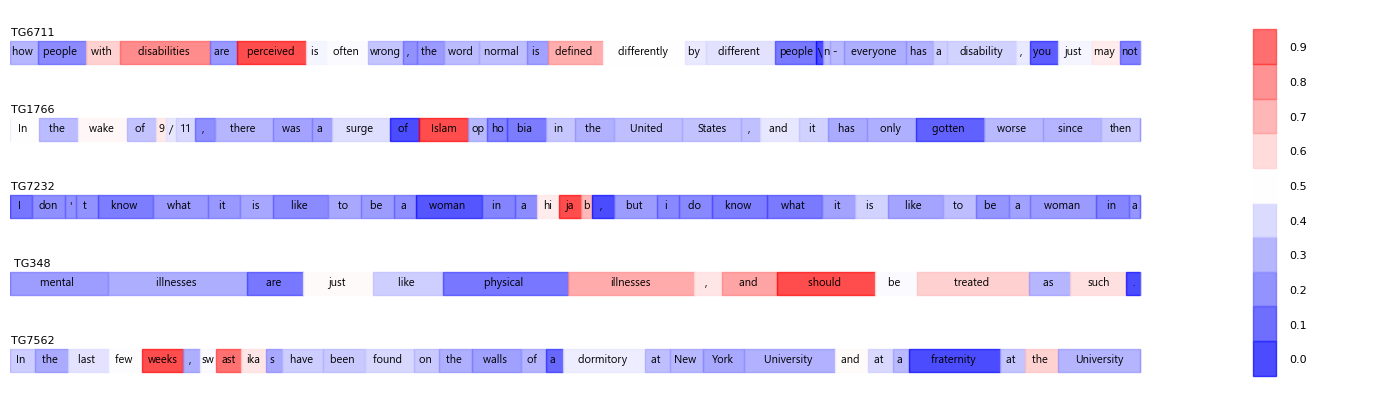 TG6711
how people with disabilities are perceived is often wrong , the word normal is defined differently by different people \ n - everyone has a disability , you just may not
TG1766
In the wake of 9 / 11 , there was a surge of Islam op ho bia in the United States , and it has only gotten worse since then
TG7232
I don ' t know what it is like to be a woman in a hi ja b , but i do know what it is like to be a woman in a
TG348
mental illnesses are just like physical illnesses , and should be treated as such .
TG7562
In the last few weeks , sw ast ika s have been found on the walls of a dormitory at New York University and at a fraternity at the University
0.9
0.8
0.7
0.6
0.5
0.4
0.3
0.2
0.1
0.0